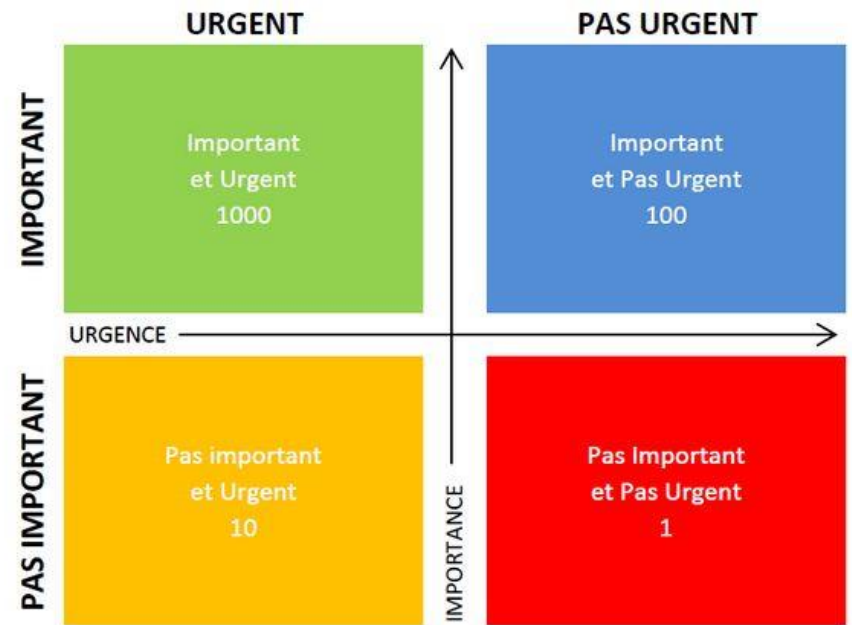 URGENT
PAS URGENT
IMPORTANT
Important
et Urgent
1000
Important
et Pas Urgent
100
URGENCE
PAS IMPORTANT
Pas important
et Urgent
10
IMPORTANCE
Pas Important
et Pas Urgent
1